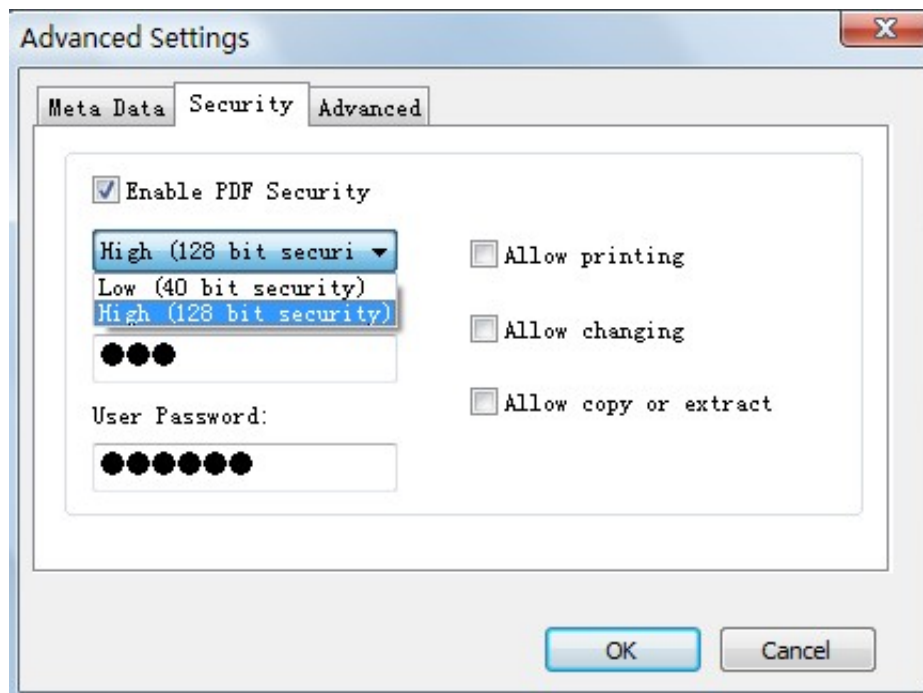 Advanced Settings
Meta Data Security Advanced
Enable PDF Security
High (128 bit securi
Low (40 bit security)
High (128 bit security)
Allow printing
Allow changing
Allow copy or extract
User Password:
OK Cancel